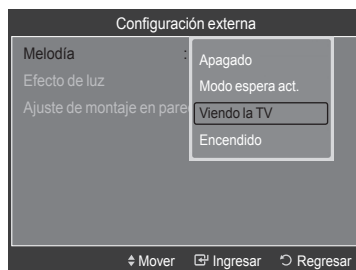 Configuración externa
Melodía :
Efecto de luz
Ajuste de montaje en pare
Apagado
Modo espera act.
Viendo la TV
Encendido
Mover Ingresar Regresar